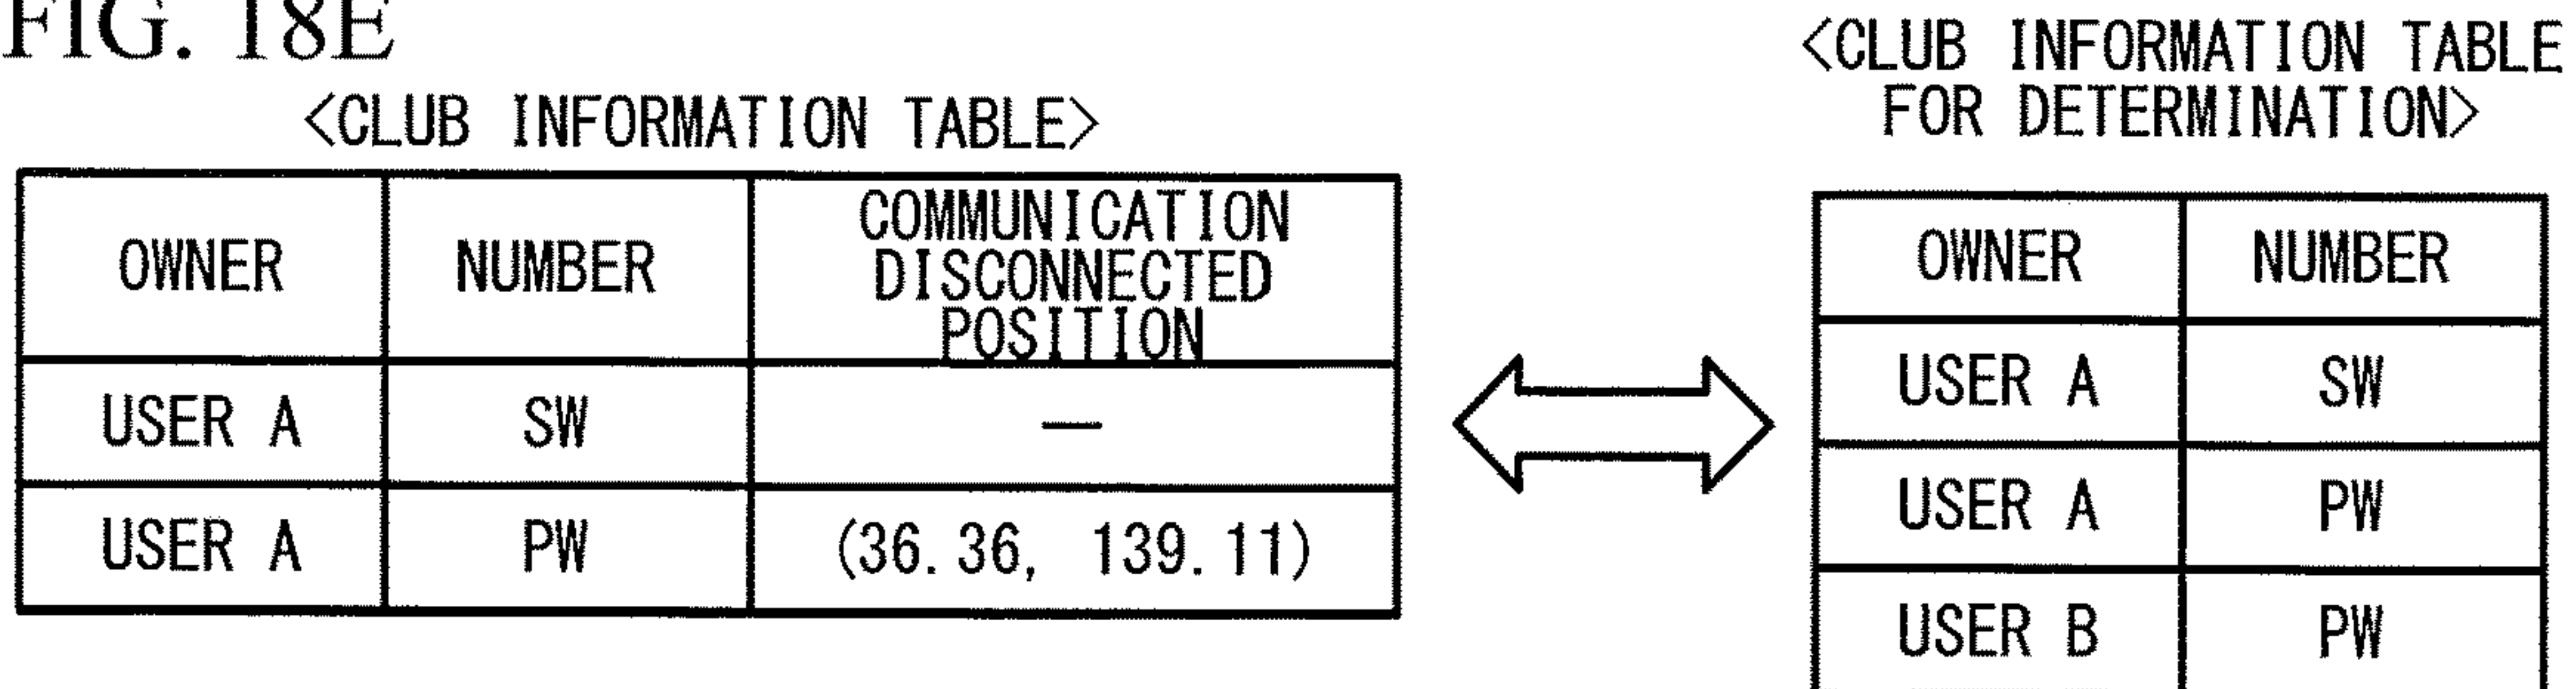 FIG. 18E
<CLUB INFORMATION TABLE>
OWNER NUMBER COMMUNICATION
DISCONNECTED
POSITION
USER A SW —
USER A PW (36.36, 139.11)
<CLUB INFORMATION TABLE
FOR DETERMINATION>
OWNER NUMBER
USER A SW
USER A PW
USER B PW